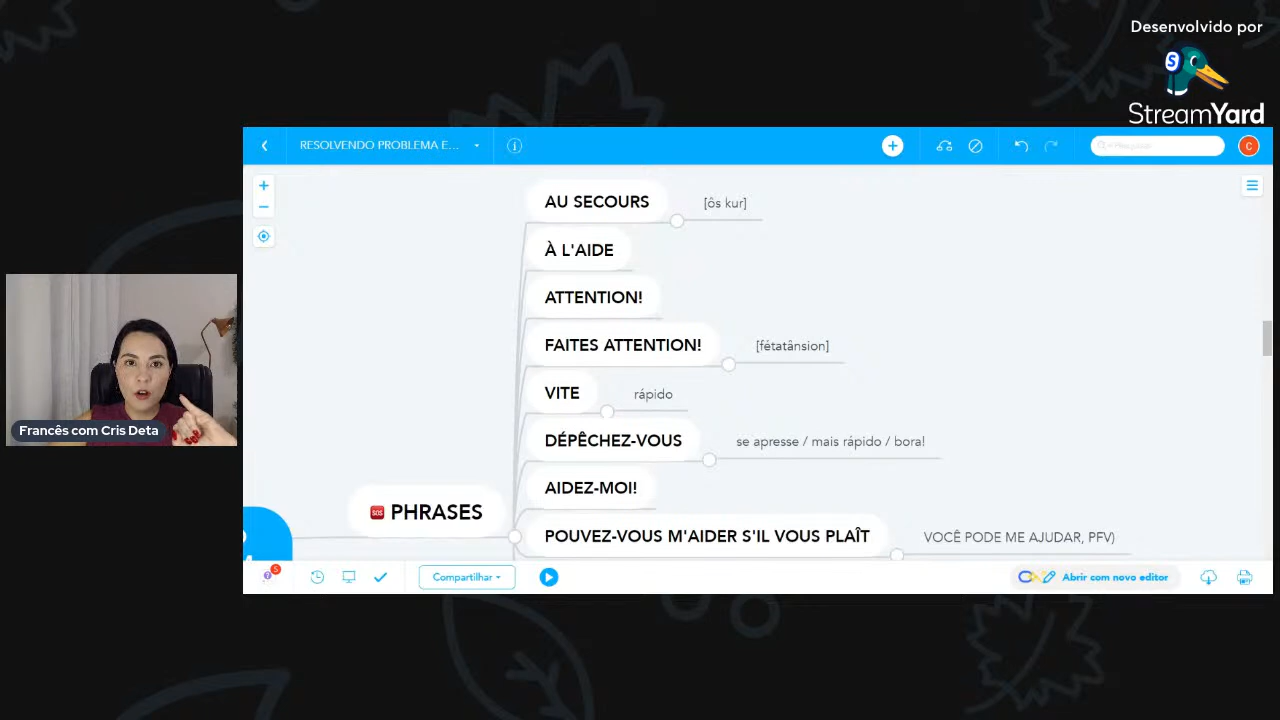 Desenvolvido por
StreamYard
RESOLVENDO PROBLEMA E...
C
AU SECOURS
[ôs kur]
À L'AIDE
ATTENTION!
FAITES ATTENTION!
[fétatânsion]
VITE
rápido
DÉPÊCHEZ-VOUS
se apresse / mais rápido / bora!
AIDEZ-MOI!
SOS PHRASES
POUVEZ-VOUS M'AIDER S'IL VOUS PLAÎT
VOCÊ PODE ME AJUDAR, PFV)
Francês com Cris Deta
5
Compartilhar
Abrir com novo editor